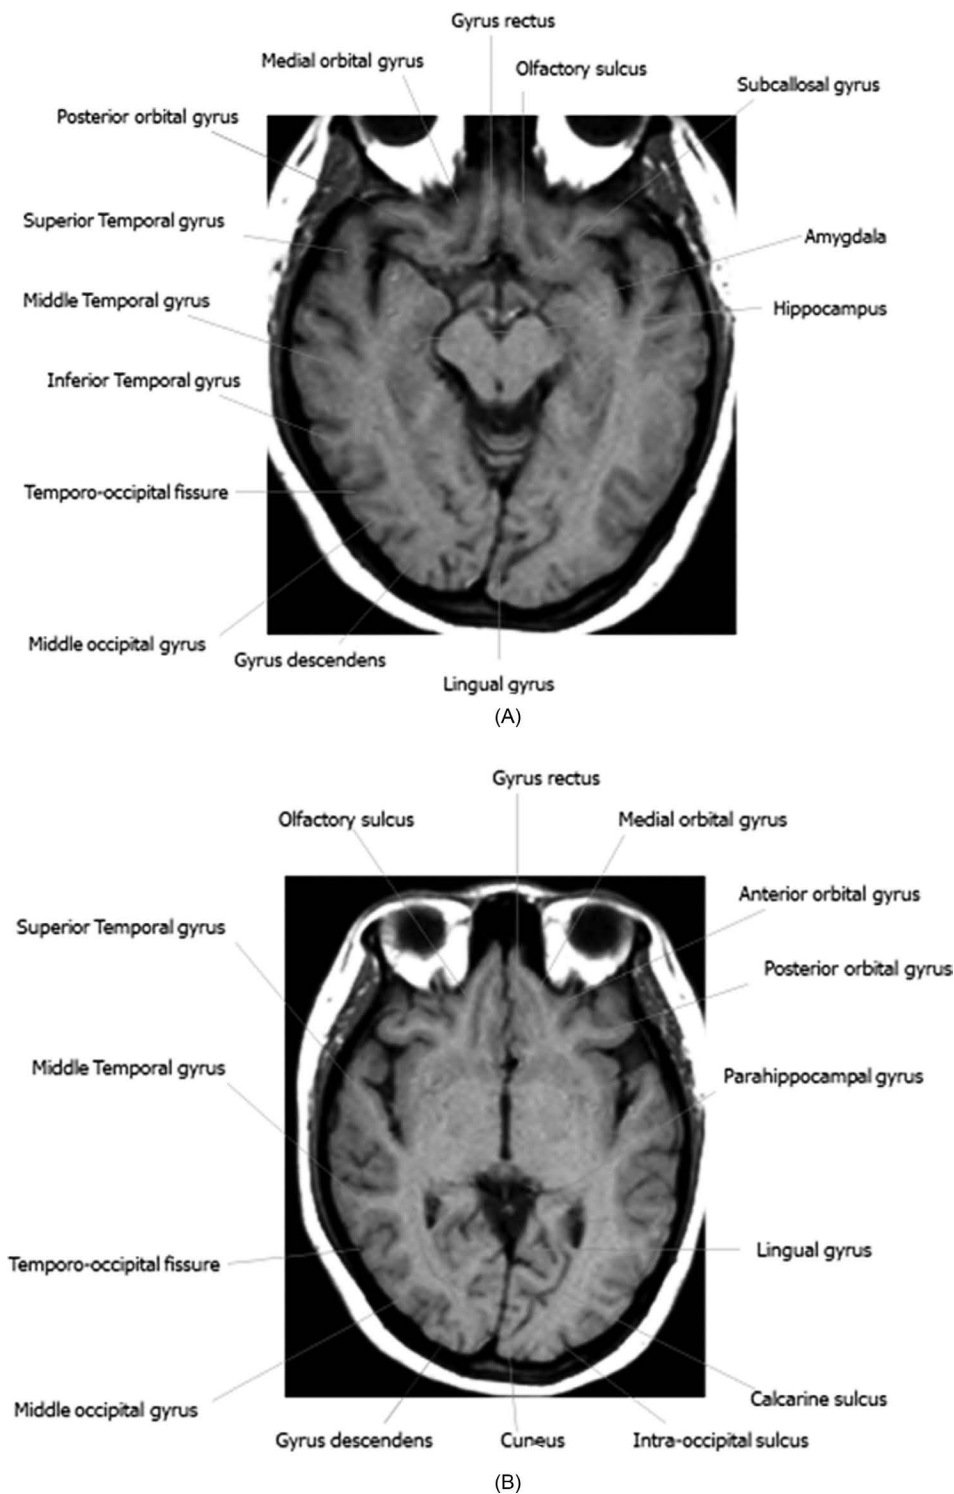 Gyrus rectus
Medial orbital gyrus
Olfactory sulcus
Subcallosal gyrus
Posterior orbital gyrus
Superior Temporal gyrus
Amygdala
Middle Temporal gyrus
Hippocampus
Inferior Temporal gyrus
Temporo-occipital fissure
Middle occipital gyrus
Gyrus descendens
Lingual gyrus
(A)
Gyrus rectus
Olfactory sulcus
Medial orbital gyrus
Anterior orbital gyrus
Superior Temporal gyrus
Posterior orbital gyrus
Middle Temporal gyrus
Parahippocampal gyrus
Lingual gyrus
Temporo-occipital fissure
Calcarine sulcus
Middle occipital gyrus
Gyrus descendens
Cuneus
Intra-occipital sulcus
(B)